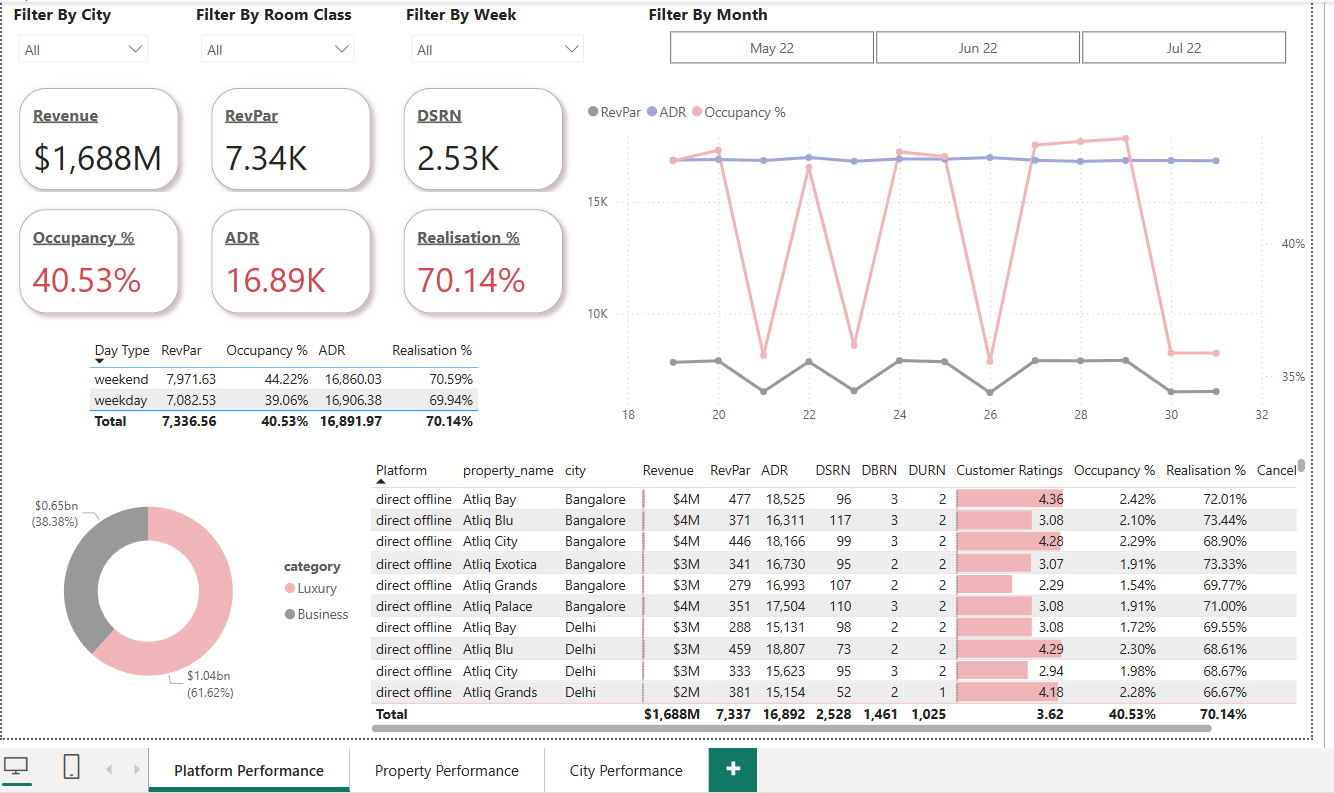 Filter By City Filter By Room Class Filter By Week Filter By Month
All All All May 22 Jun 22 Jul 22
Revenue RevPar DSRN
$1,688M 7.34K 2.53K
Occupancy % ADR Realisation %
40.53% 16.89K 70.14%
RevPar ADR Occupancy %
15K
40%
10K
35%
18 20 22 24 26 28 30 32
Day Type RevPar Occupancy % ADR Realisation %
weekend 7,971.63 44.22% 16,860.03 70.59%
weekday 7,082.53 39.06% 16,906.38 69.94%
Total 7,336.56 40.53% 16,891.97 70.14%
$0.65bn
(38.38%)
category
Luxury
Business
$1.04bn
(61.62%)
Platform property_name city Revenue RevPar ADR DSRN DBRN DURN Customer Ratings Occupancy % Realisation % Cancel
direct offline Atliq Bay Bangalore $4M 477 18,525 96 3 2 4.36 2.42% 72.01%
direct offline Atliq Blu Bangalore $4M 371 16,311 117 3 2 3.08 2.10% 73.44%
direct offline Atliq City Bangalore $4M 446 18,166 99 3 2 4.28 2.29% 68.90%
direct offline Atliq Exotica Bangalore $3M 341 16,730 95 2 2 3.07 1.91% 73.33%
direct offline Atliq Grands Bangalore $3M 279 16,993 107 2 2 2.29 1.54% 69.77%
direct offline Atliq Palace Bangalore $4M 351 17,504 110 3 2 3.08 1.91% 71.00%
direct offline Atliq Bay Delhi $3M 288 15,131 98 2 2 3.08 1.72% 69.55%
direct offline Atliq Blu Delhi $3M 459 18,807 73 2 2 4.29 2.30% 68.61%
direct offline Atliq City Delhi $3M 333 15,623 95 3 2 2.94 1.98% 68.67%
direct offline Atliq Grands Delhi $2M 381 15,154 52 2 1 4.18 2.28% 66.67%
Total $1,688M 7,337 16,892 2,528 1,461 1,025 3.62 40.53% 70.14%
Platform Performance Property Performance City Performance +